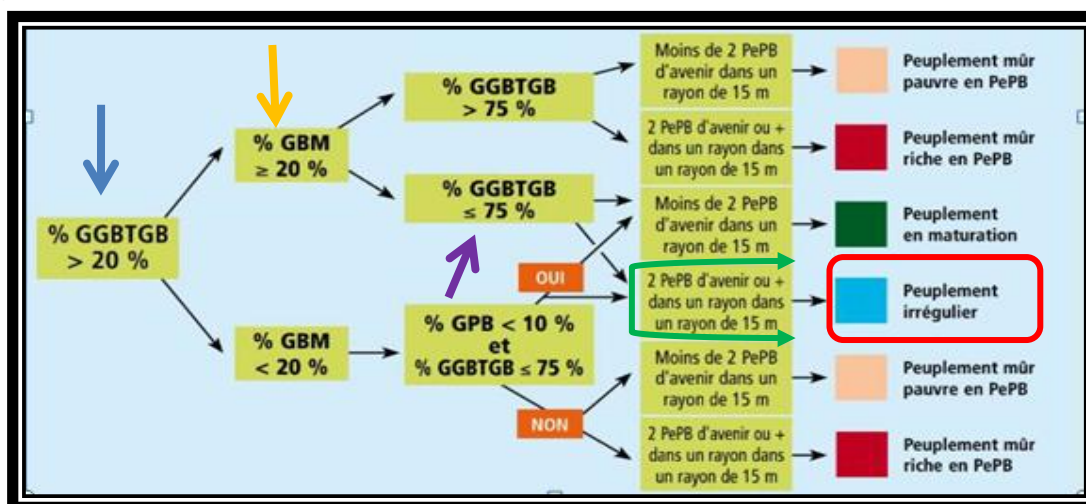 % GGBTGB
> 20 %
% GBM
≥ 20 %
% GBM
< 20 %
% GGBTGB
> 75 %
% GGBTGB
≤ 75 %
OUI
% GPB < 10 %
et
% GGBTGB ≤ 75 %
NON
Moins de 2 PePB
d'avenir dans un
rayon de 15 m
Peuplement mûr
pauvre en PePB
2 PePB d'avenir ou +
dans un rayon dans
un rayon de 15 m
Peuplement mûr
riche en PePB
Moins de 2 PePB
d'avenir dans un
rayon de 15 m
Peuplement
en maturation
2 PePB d'avenir ou +
dans un rayon dans
un rayon de 15 m
Peuplement
irrégulier
Moins de 2 PePB
d'avenir dans un
rayon de 15 m
Peuplement mûr
pauvre en PePB
2 PePB d'avenir ou +
dans un rayon dans
un rayon de 15 m
Peuplement mûr
riche en PePB